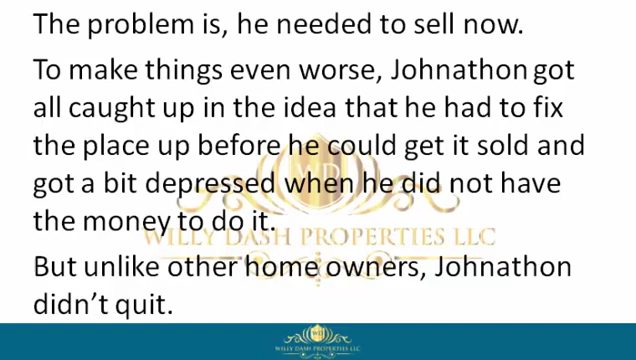 The problem is, he needed to sell now.
To make things even worse, Johnathon got
all caught up in the idea that he had to fix
the place up before he could get it sold and
got a bit depressed when he did not have
the money to do it.
WILLY DASH PROPERTIES LLC
But unlike other home owners, Johnathon
didn't quit.
WILLY DASH PROPERTIES LLC